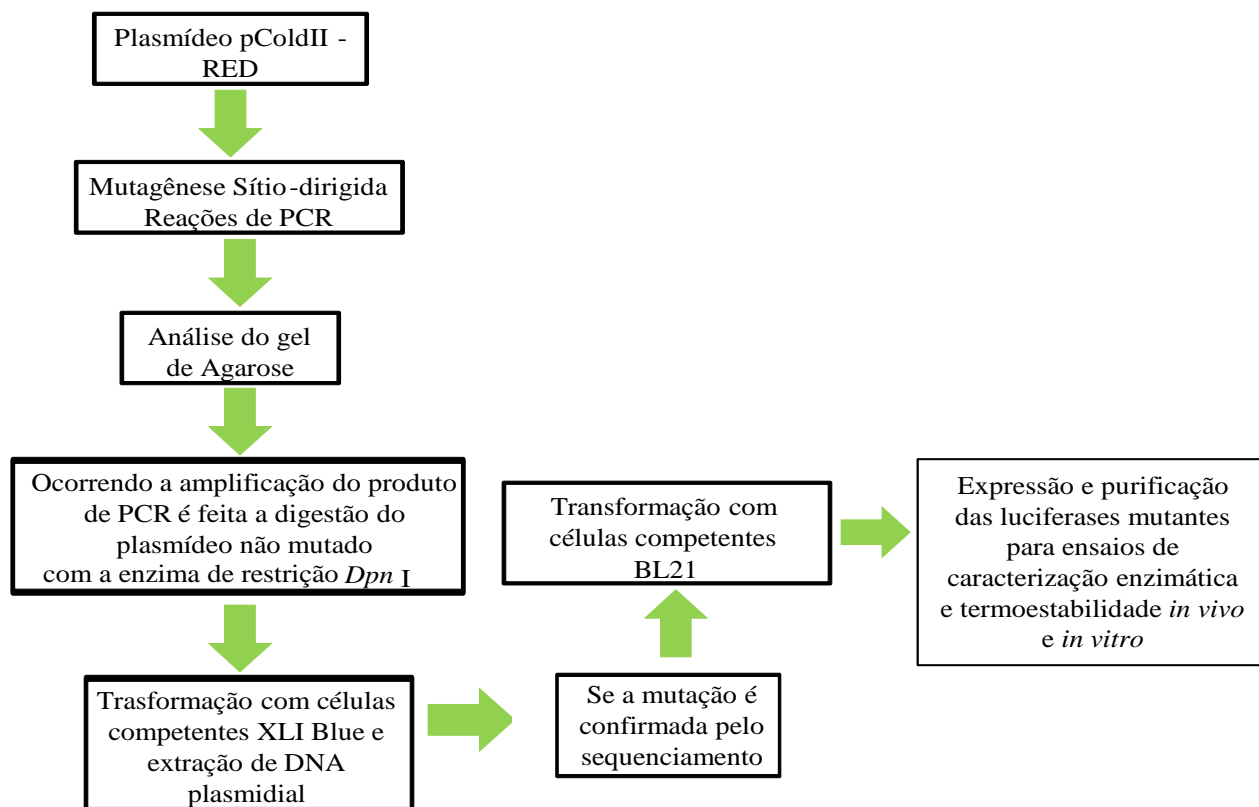 Plasmídeo pColdII -
RED
Mutagênese Sítio-dirigida
Reações de PCR
Análise do gel
de Agarose
Ocorrendo a amplificação do produto
de PCR é feita a digestão do
plasmídeo não mutado
com a enzima de restrição Dpn I
Trasformação com células
competentes XLI Blue e
extração de DNA
plasmidial
Se a mutação é
confirmada pelo
sequenciamento
Transformação com
células competentes
BL21
Expressão e purificação
das luciferases mutantes
para ensaios de
caracterização enzimática
e termoestabilidade in vivo
e in vitro